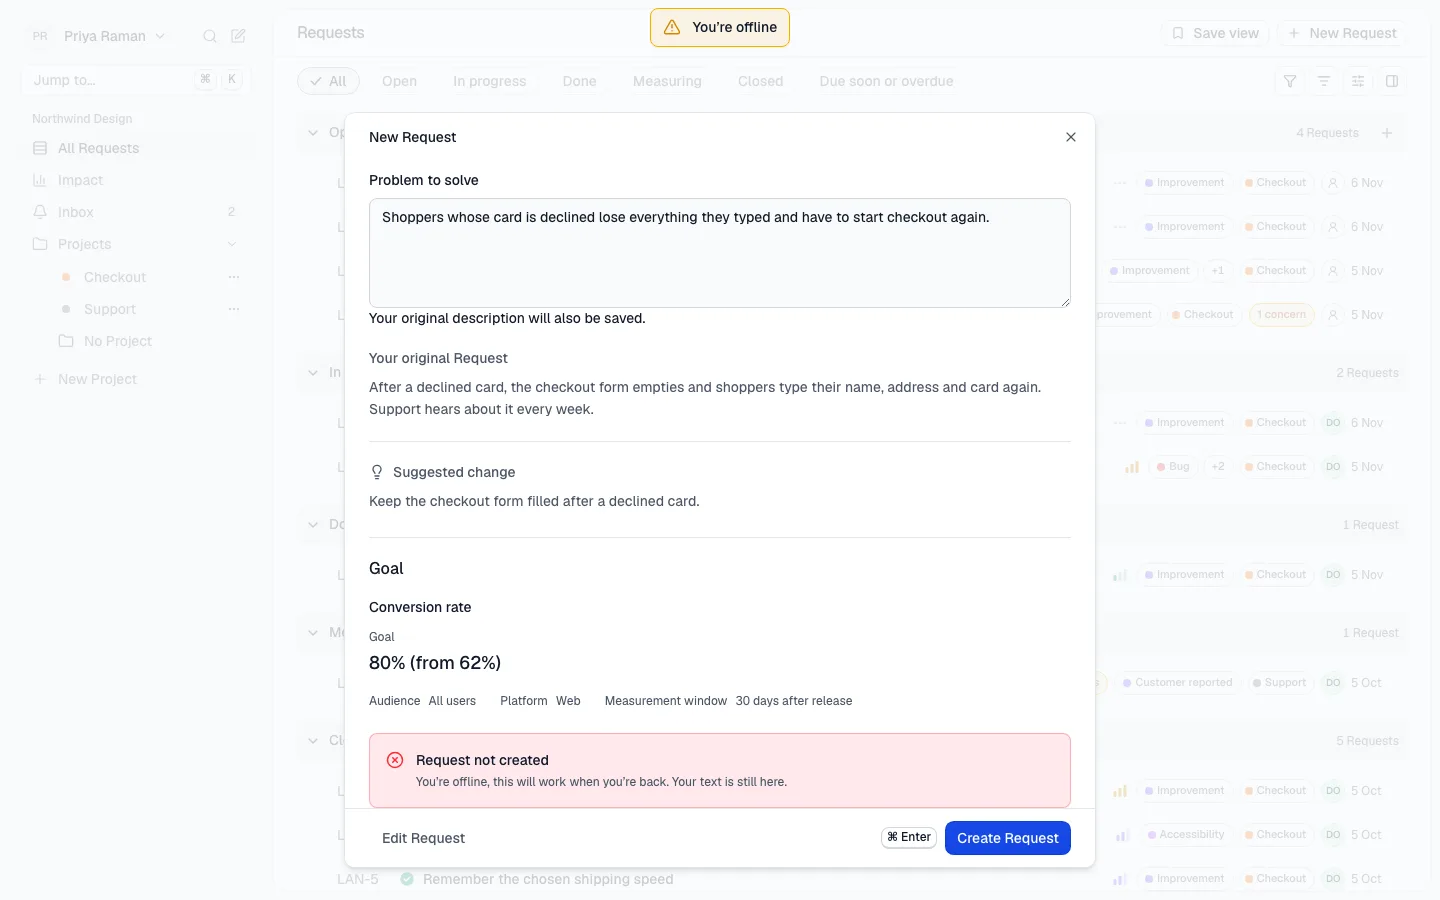 You're offline
PR Priya Raman
Jump to... ⌘ K
Northwind Design
All Requests
Impact
Inbox 2
Projects
Checkout
Support
No Project
New Project
Requests
Save view
New Request
All Open In progress Done Measuring Closed Due soon or overdue
4 Requests
Improvement Checkout 6 Nov
Improvement Checkout 6 Nov
Improvement +1 Checkout 5 Nov
Checkout 1 concern 5 Nov
In
2 Requests
Improvement Checkout DO 6 Nov
Bug +2 Checkout DO 5 Nov
1 Request
Improvement Checkout DO 5 Nov
1 Request
Customer reported Support DO 5 Oct
5 Requests
Improvement Checkout DO 5 Oct
Accessibility Checkout DO 5 Oct
LAN-5 Remember the chosen shipping speed Improvement Checkout DO 5 Oct
New Request
Problem to solve
Shoppers whose card is declined lose everything they typed and have to start checkout again.
Your original description will also be saved.
Your original Request
After a declined card, the checkout form empties and shoppers type their name, address and card again.
Support hears about it every week.
Suggested change
Keep the checkout form filled after a declined card.
Goal
Conversion rate
Goal
80% (from 62%)
Audience All users Platform Web Measurement window 30 days after release
Request not created
You're offline, this will work when you're back. Your text is still here.
Edit Request
⌘ Enter
Create Request